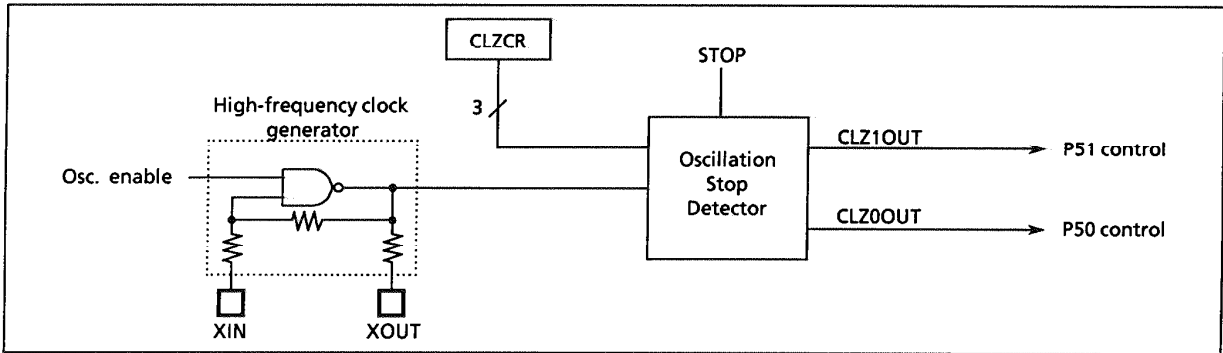 CLZCR
STOP
3
High-frequency clock
generator
CLZ1OUT
P51 control
Oscillation
Stop
Detector
Osc. enable
CLZ0OUT
P50 control
XIN
XOUT